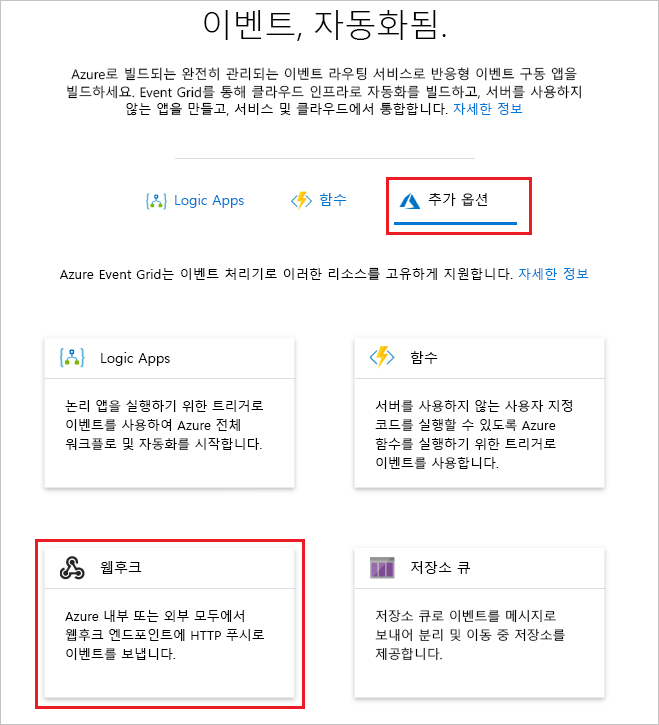 이벤트, 자동화됨.
Azure로 빌드되는 완전히 관리되는 이벤트 라우팅 서비스로 반응형 이벤트 구동 앱을
빌드하세요. Event Grid를 통해 클라우드 인프라로 자동화를 빌드하고, 서버를 사용하지
않는 앱을 만들고, 서비스 및 클라우드에서 통합합니다. 자세한 정보
Logic Apps 함수 추가 옵션
Azure Event Grid는 이벤트 처리기로 이러한 리소스를 고유하게 지원합니다. 자세한 정보
Logic Apps
논리 앱을 실행하기 위한 트리거로
이벤트를 사용하여 Azure 전체
워크플로 및 자동화를 시작합니다.
함수
서버를 사용하지 않는 사용자 지정
코드를 실행할 수 있도록 Azure
함수를 실행하기 위한 트리거로
이벤트를 사용합니다.
웹후크
Azure 내부 또는 외부 모두에서
웹후크 엔드포인트에 HTTP 푸시로
이벤트를 보냅니다.
저장소 큐
저장소 큐로 이벤트를 메시지로
보내어 분리 및 이동 중 저장소를
제공합니다.